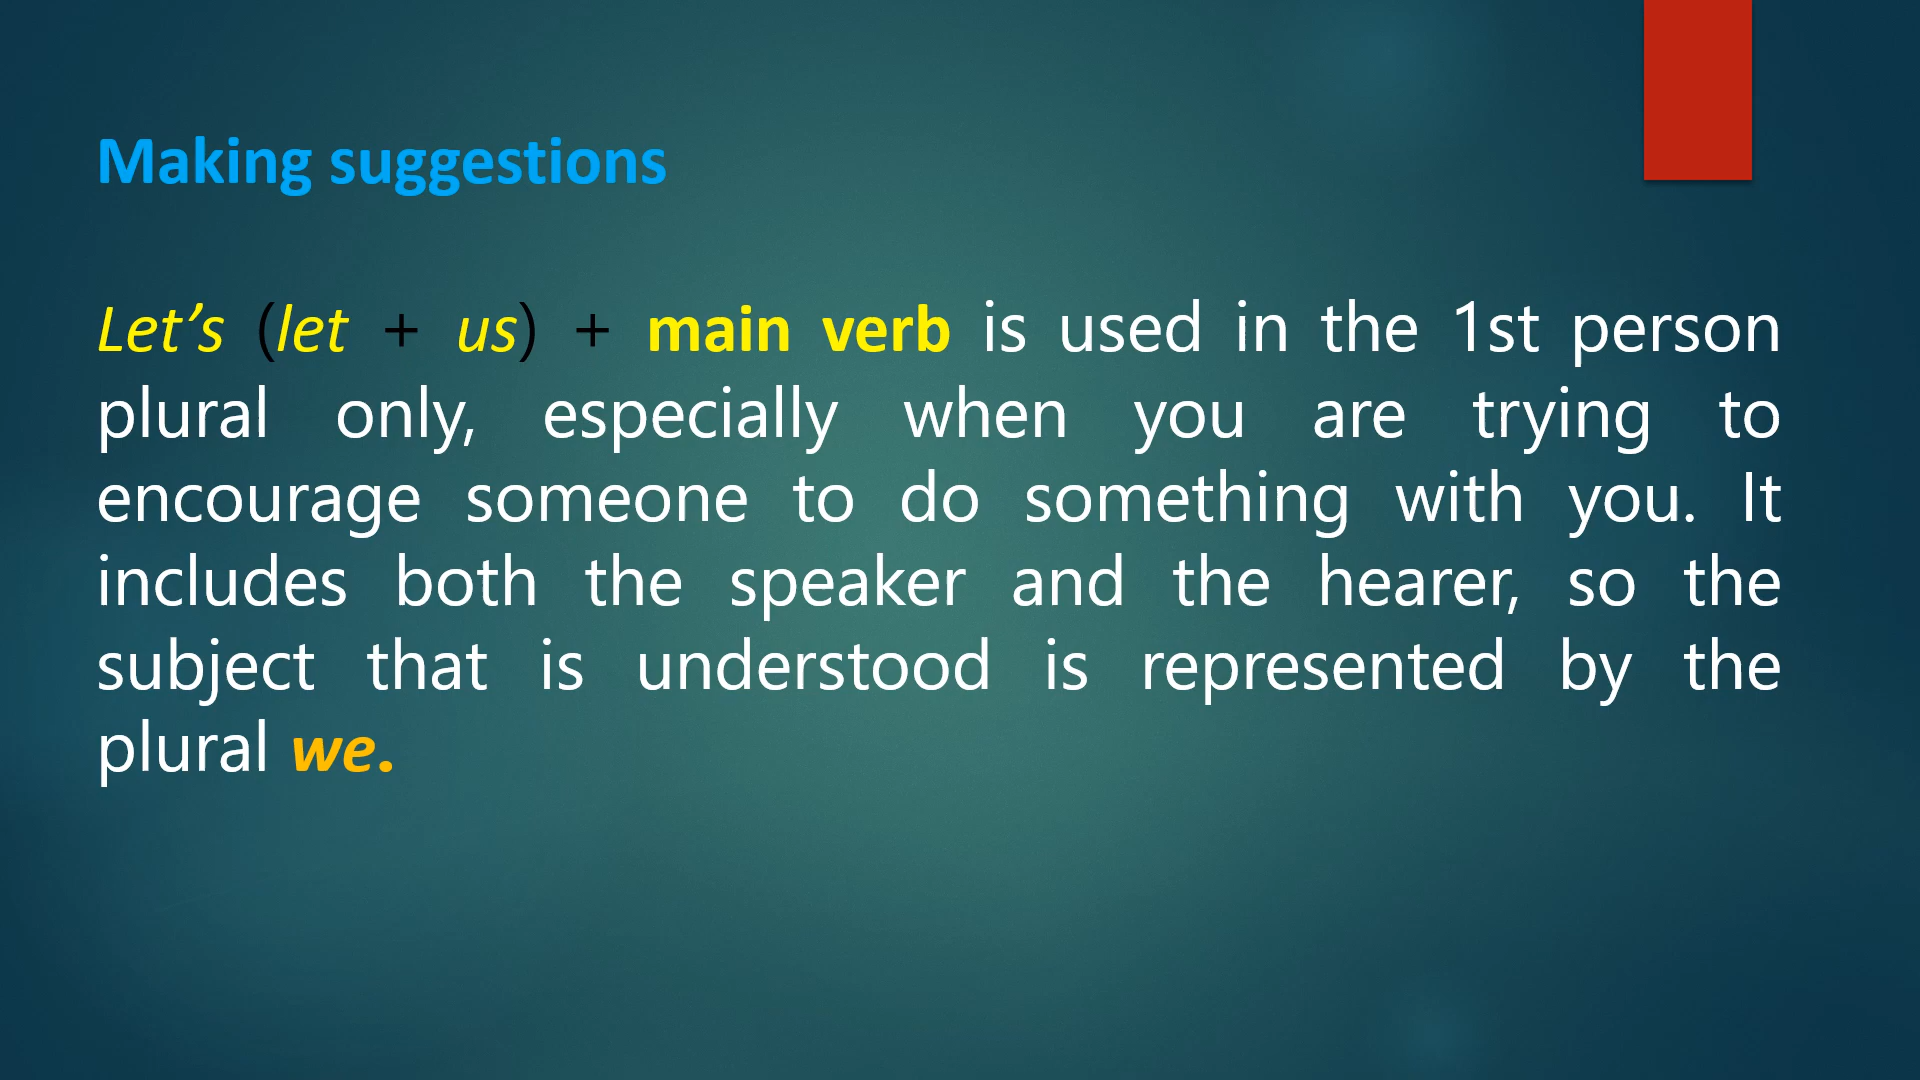 Making suggestions
Let’s (let + us) + main verb is used in the 1st person
plural only, especially when you are trying to
encourage someone to do something with you. It
includes both the speaker and the hearer, so the
subject that is understood is represented by the
plural we.